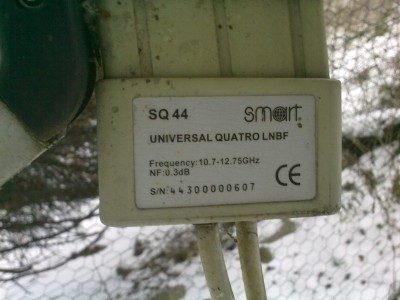 SQ 44 smart
UNIVERSAL QUATRO LNBF
Frequency:10.7-12.75GHz
NF:0.3dB
S/N:44300000607 CE